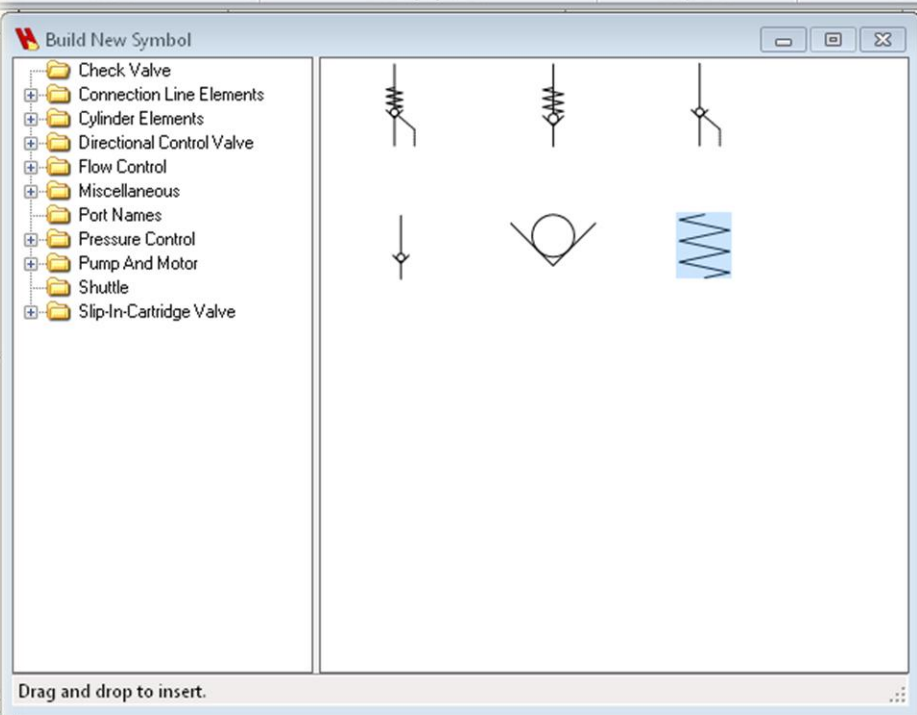 Build New Symbol
Check Valve
Connection Line Elements
Cylinder Elements
Directional Control Valve
Flow Control
Miscellaneous
Port Names
Pressure Control
Pump And Motor
Shuttle
Slip-In-Cartridge Valve
Drag and drop to insert.